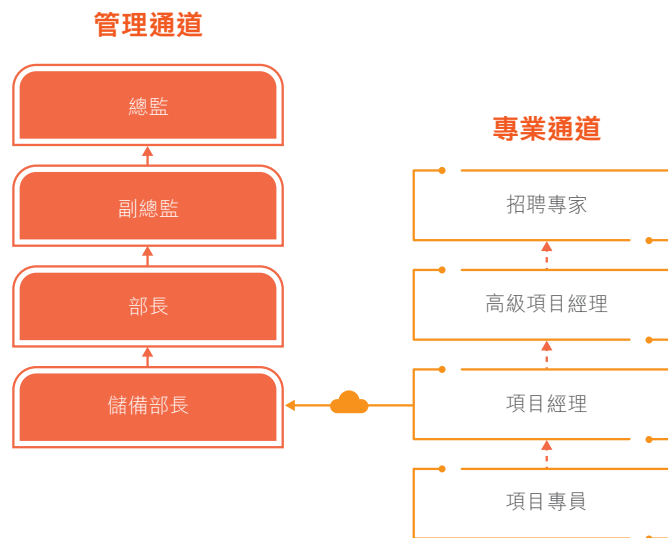 管理通道
總監
副總監
部長
儲備部長
專業通道
招聘專家
高級項目經理
項目經理
項目專員